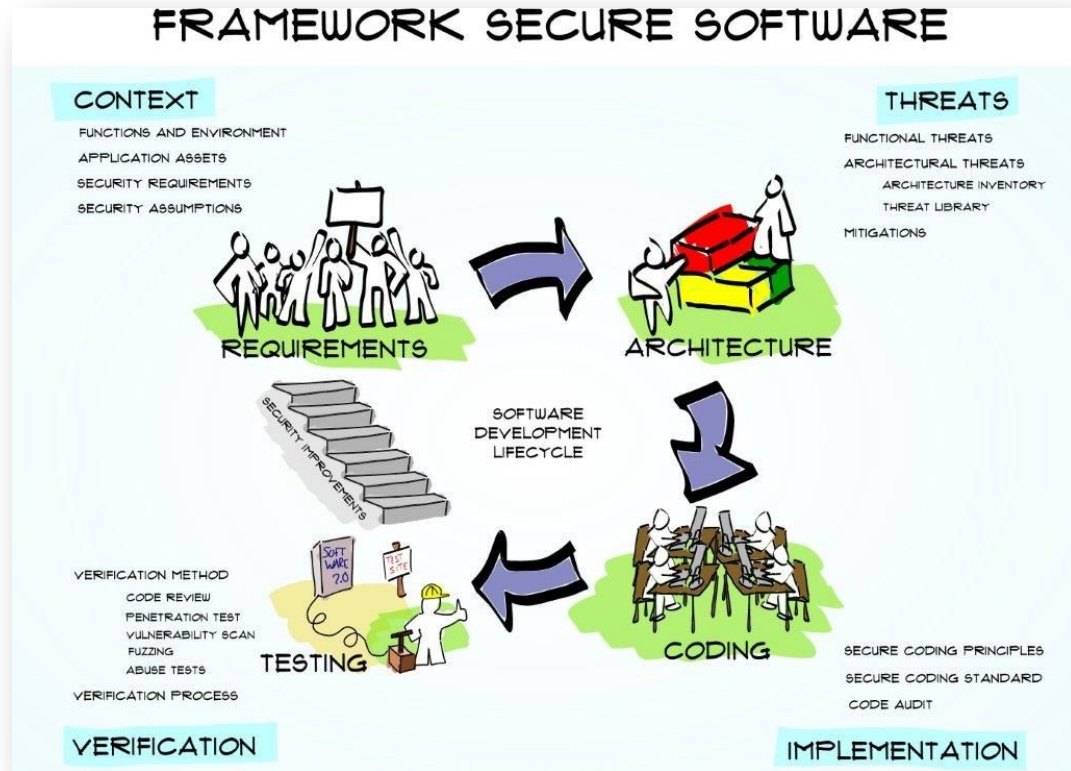 FRAMEWORK SECURE SOFTWARE
CONTEXT
FUNCTIONS AND ENVIRONMENT
APPLICATION ASSETS
SECURITY REQUIREMENTS
SECURITY ASSUMPTIONS
THREATS
FUNCTIONAL THREATS
ARCHITECTURAL THREATS
ARCHITECTURE INVENTORY
THREAT LIBRARY
MITIGATIONS
REQUIREMENTS
ARCHITECTURE
SECURITY IMPROVEMENTS
SOFTWARE
DEVELOPMENT
LIFECYCLE
SOFT
WARE
2.0
TEST
SITE
VERIFICATION METHOD
CODE REVIEW
PENETRATION TEST
VULNERABILITY SCAN
FUZZING
ABUSE TESTS
VERIFICATION PROCESS
TESTING
CODING
SECURE CODING PRINCIPLES
SECURE CODING STANDARD
CODE AUDIT
VERIFICATION
IMPLEMENTATION